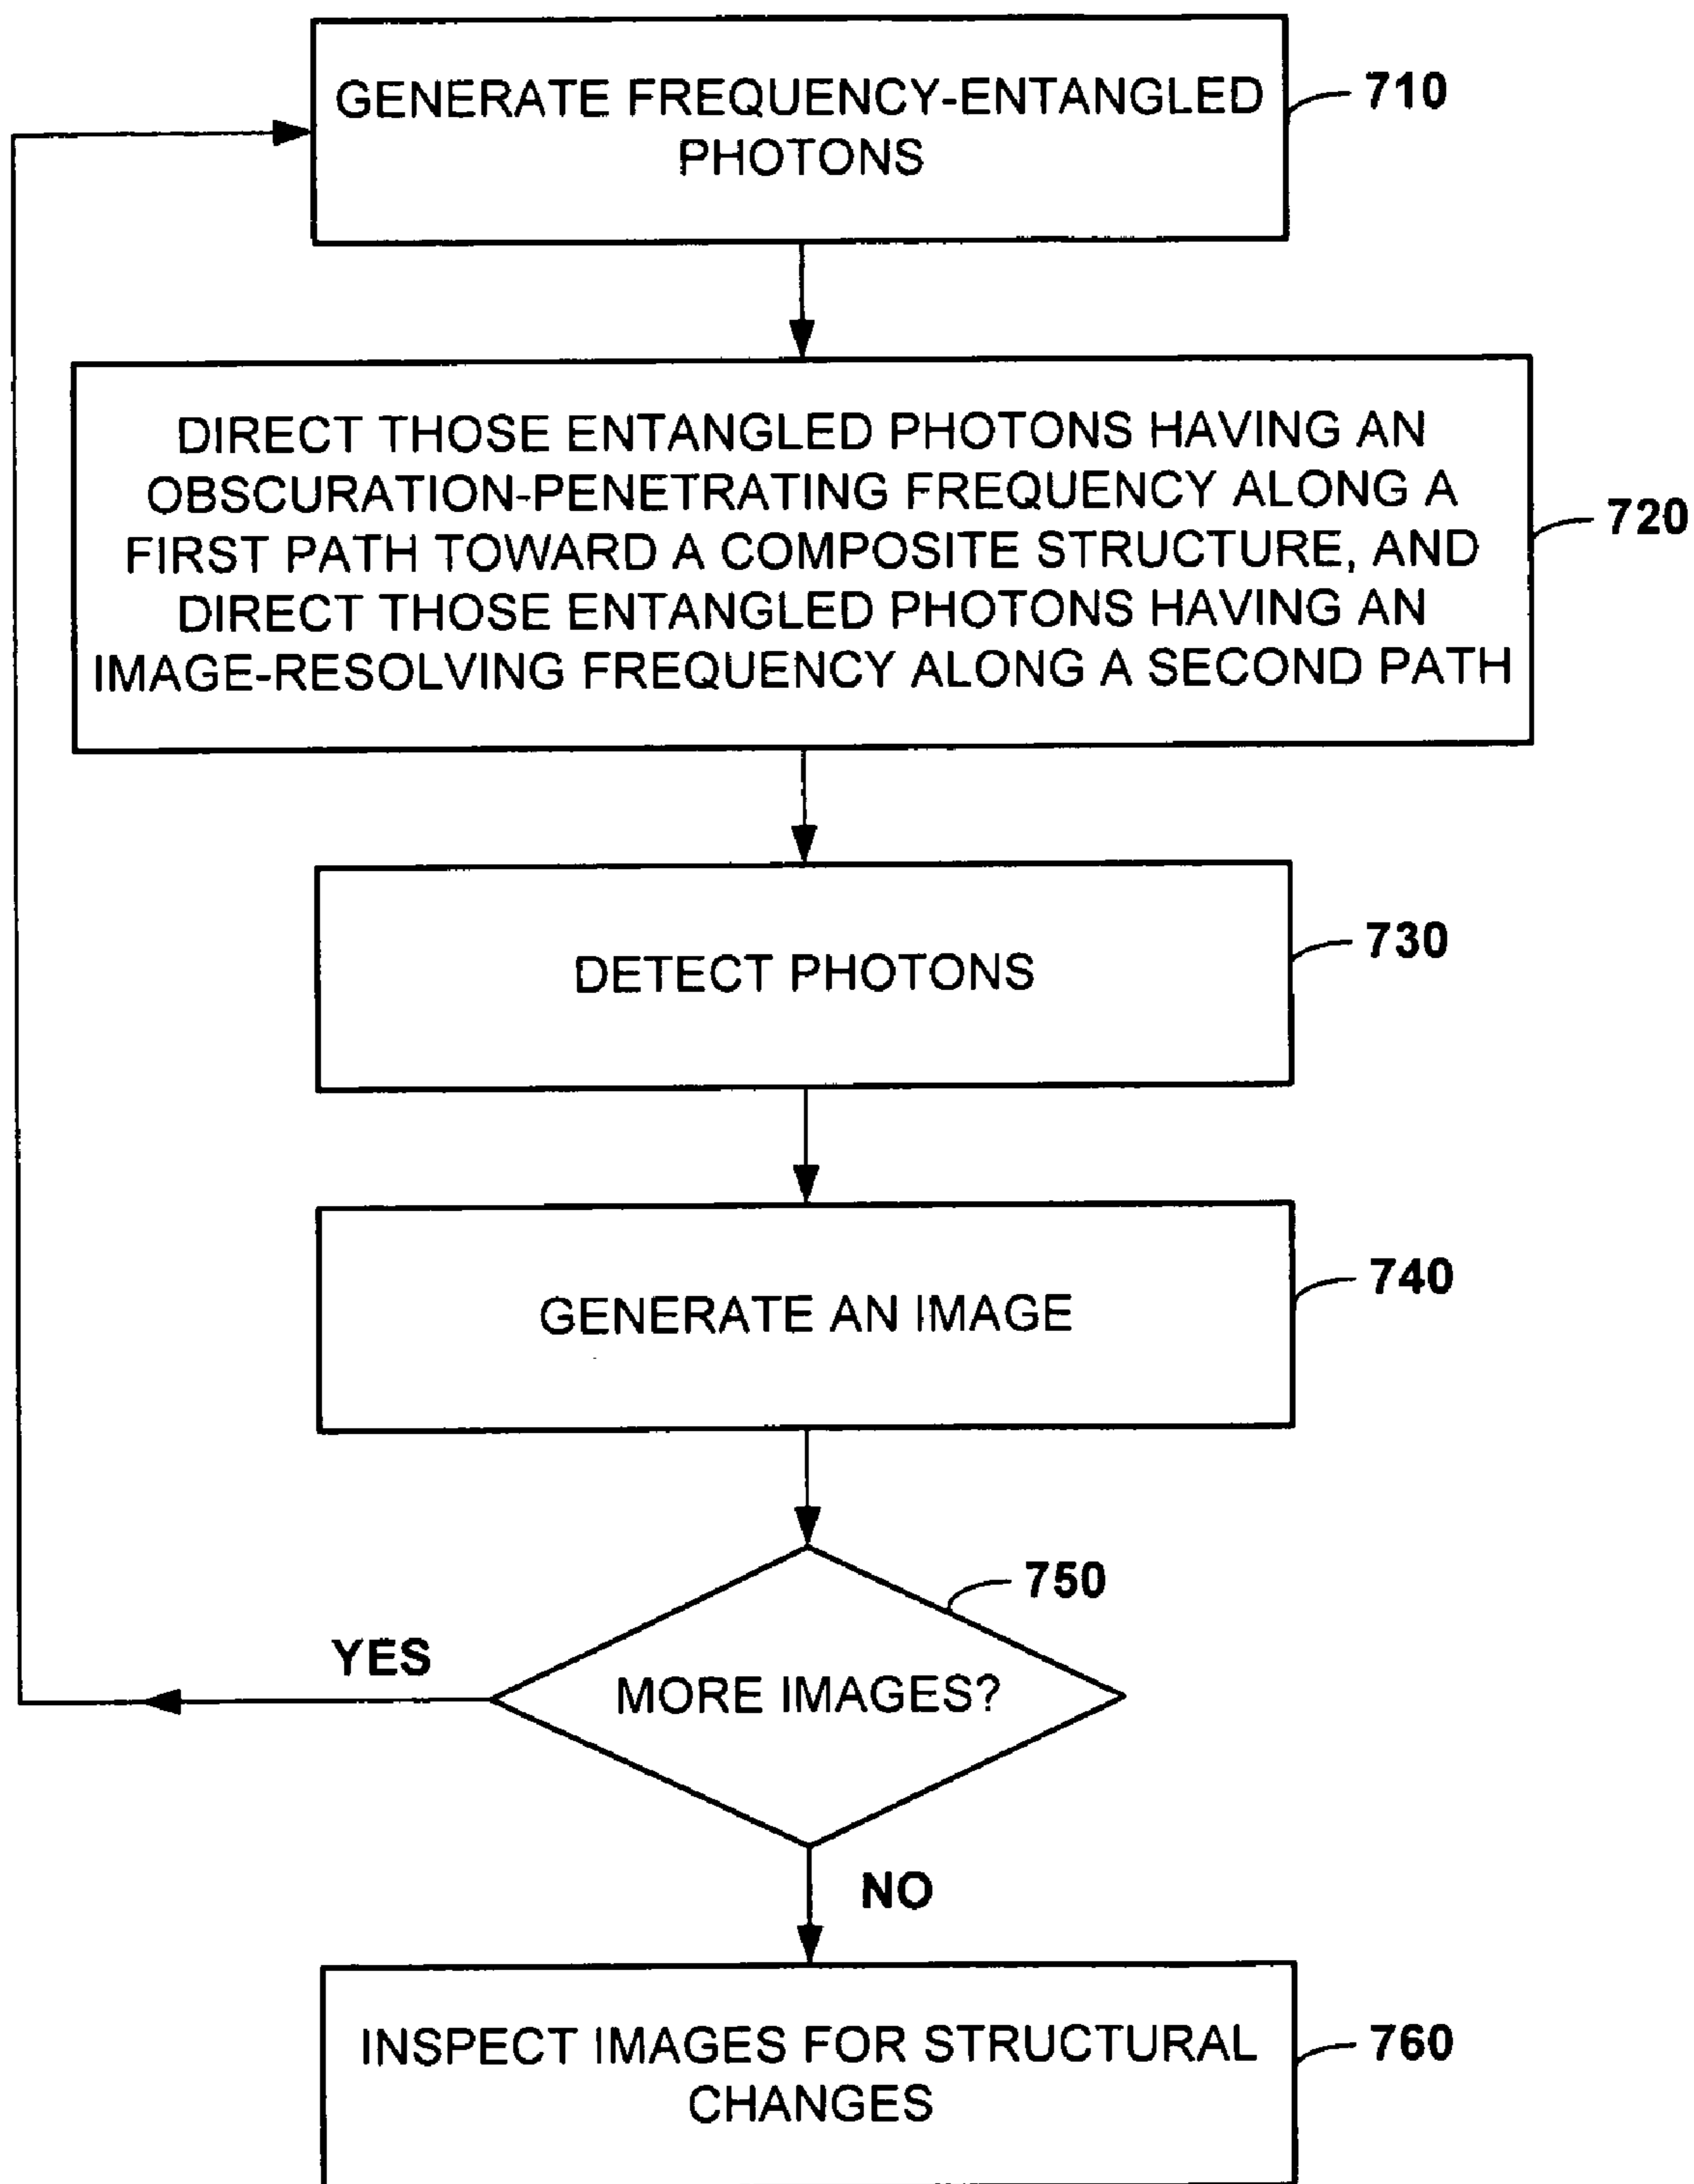 GENERATE FREQUENCY-ENTANGLED
PHOTONS
710
DIRECT THOSE ENTANGLED PHOTONS HAVING AN
OBSCURATION-PENETRATING FREQUENCY ALONG A
FIRST PATH TOWARD A COMPOSITE STRUCTURE, AND
DIRECT THOSE ENTANGLED PHOTONS HAVING AN
IMAGE-RESOLVING FREQUENCY ALONG A SECOND PATH
720
DETECT PHOTONS
730
GENERATE AN IMAGE
740
MORE IMAGES?
750
YES
NO
INSPECT IMAGES FOR STRUCTURAL
CHANGES
760